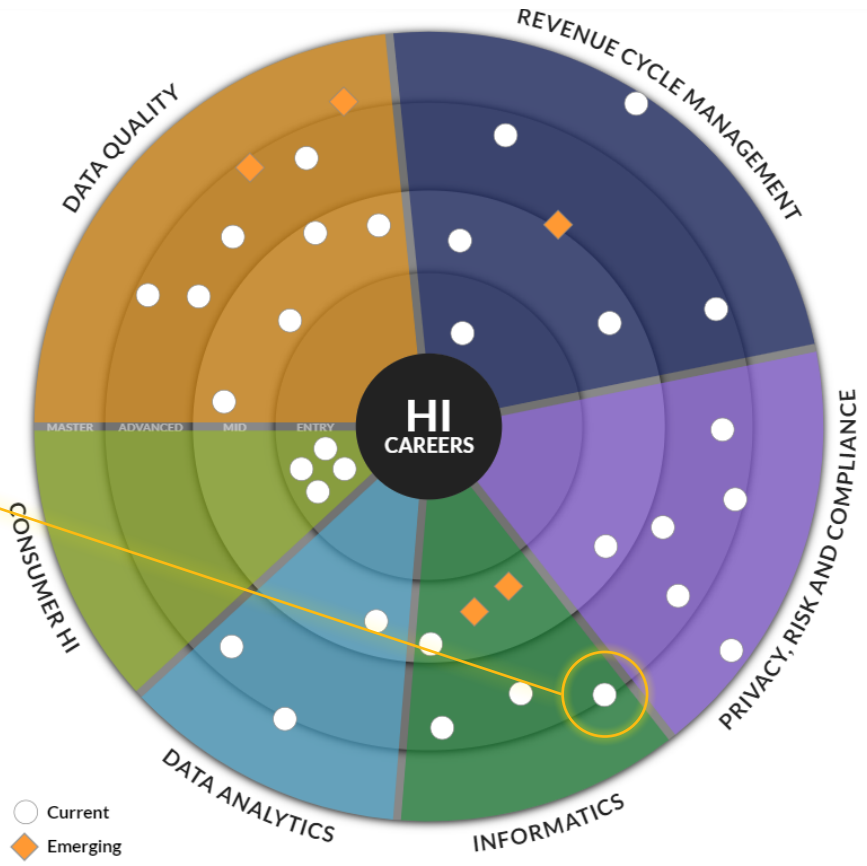 REVENUE CYCLE MANAGEMENT
DATA QUALITY
HI
CAREERS
MASTER ADVANCED MID ENTRY
PRIVACY, RISK AND COMPLIANCE
CONSUMER HI
DATA ANALYTICS
INFORMATICS
Current
Emerging